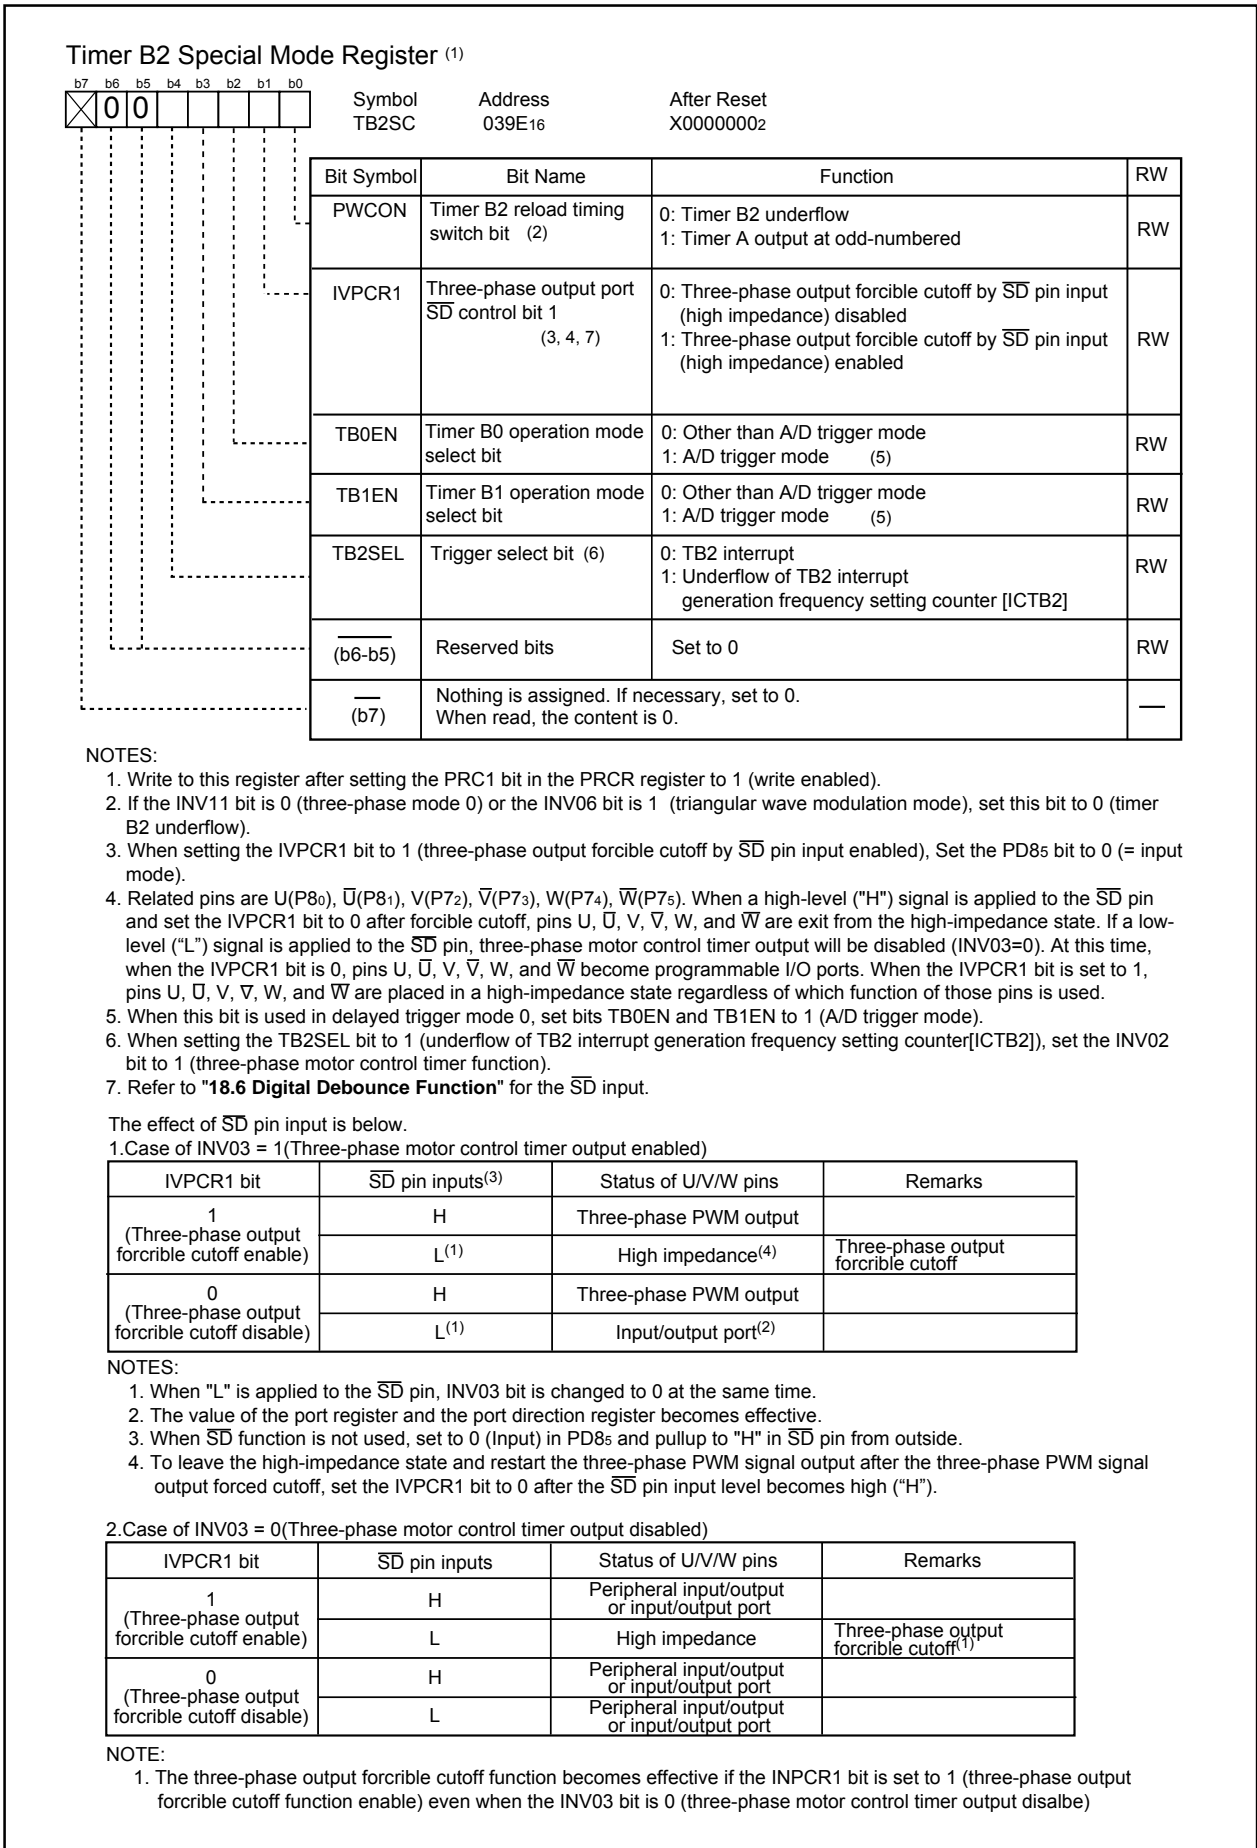 Timer B2 Special Mode Register (1)
b7 b6 b5 b4 b3 b2 b1 b0
0 0
Symbol Address After Reset
TB2SC 039E16 X00000002
Bit Symbol Bit Name Function RW
PWCON Timer B2 reload timing switch bit (2) 0: Timer B2 underflow
1: Timer A output at odd-numbered RW
IVPCR1 Three-phase output port S̅D̅ control bit 1 (3, 4, 7) 0: Three-phase output forcible cutoff by S̅D̅ pin input
(high impedance) disabled
1: Three-phase output forcible cutoff by S̅D̅ pin input
(high impedance) enabled RW
TB0EN Timer B0 operation mode select bit 0: Other than A/D trigger mode
1: A/D trigger mode (5) RW
TB1EN Timer B1 operation mode select bit 0: Other than A/D trigger mode
1: A/D trigger mode (5) RW
TB2SEL Trigger select bit (6) 0: TB2 interrupt
1: Underflow of TB2 interrupt
generation frequency setting counter [ICTB2] RW
(b6-b5) Reserved bits Set to 0 RW
(b7) Nothing is assigned. If necessary, set to 0.
When read, the content is 0. —
NOTES:
1. Write to this register after setting the PRC1 bit in the PRCR register to 1 (write enabled).
2. If the INV11 bit is 0 (three-phase mode 0) or the INV06 bit is 1 (triangular wave modulation mode), set this bit to 0 (timer
B2 underflow).
3. When setting the IVPCR1 bit to 1 (three-phase output forcible cutoff by S̅D̅ pin input enabled), Set the PD85 bit to 0 (= input
mode).
4. Related pins are U(P80), U̅(P81), V(P72), V̅(P73), W(P74), W̅(P75). When a high-level ("H") signal is applied to the S̅D̅ pin
and set the IVPCR1 bit to 0 after forcible cutoff, pins U, U̅, V, V̅, W, and W̅ are exit from the high-impedance state. If a low-
level (“L”) signal is applied to the S̅D̅ pin, three-phase motor control timer output will be disabled (INV03=0). At this time,
when the IVPCR1 bit is 0, pins U, U̅, V, V̅, W, and W̅ become programmable I/O ports. When the IVPCR1 bit is set to 1,
pins U, U̅, V, V̅, W, and W̅ are placed in a high-impedance state regardless of which function of those pins is used.
5. When this bit is used in delayed trigger mode 0, set bits TB0EN and TB1EN to 1 (A/D trigger mode).
6. When setting the TB2SEL bit to 1 (underflow of TB2 interrupt generation frequency setting counter[ICTB2]), set the INV02
bit to 1 (three-phase motor control timer function).
7. Refer to "18.6 Digital Debounce Function" for the S̅D̅ input.
The effect of S̅D̅ pin input is below.
1.Case of INV03 = 1(Three-phase motor control timer output enabled)
IVPCR1 bit S̅D̅ pin inputs(3) Status of U/V/W pins Remarks
1
(Three-phase output
forcrible cutoff enable)
H Three-phase PWM output
L(1) High impedance(4) Three-phase output
forcrible cutoff
0
(Three-phase output
forcrible cutoff disable)
H Three-phase PWM output
L(1) Input/output port(2)
NOTES:
1. When "L" is applied to the S̅D̅ pin, INV03 bit is changed to 0 at the same time.
2. The value of the port register and the port direction register becomes effective.
3. When S̅D̅ function is not used, set to 0 (Input) in PD85 and pullup to "H" in S̅D̅ pin from outside.
4. To leave the high-impedance state and restart the three-phase PWM signal output after the three-phase PWM signal
output forced cutoff, set the IVPCR1 bit to 0 after the S̅D̅ pin input level becomes high (“H”).
2.Case of INV03 = 0(Three-phase motor control timer output disabled)
IVPCR1 bit S̅D̅ pin inputs Status of U/V/W pins Remarks
1
(Three-phase output
forcrible cutoff enable)
H Peripheral input/output
or input/output port
L High impedance Three-phase output
forcrible cutoff(1)
0
(Three-phase output
forcrible cutoff disable)
H Peripheral input/output
or input/output port
L Peripheral input/output
or input/output port
NOTE:
1. The three-phase output forcrible cutoff function becomes effective if the INPCR1 bit is set to 1 (three-phase output
forcrible cutoff function enable) even when the INV03 bit is 0 (three-phase motor control timer output disalbe)